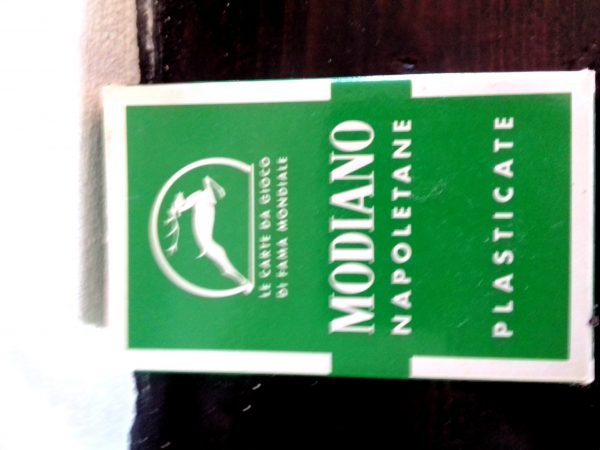 LE CARTE DA GIOCO
DI FAMA MONDIALE
MODIANO
NAPOLETANE
PLASTICATE